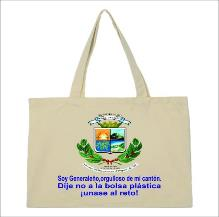 Soy Generaleño,orgulloso de mi cantón.
Dije no a la bolsa plástica
¡unase al reto!